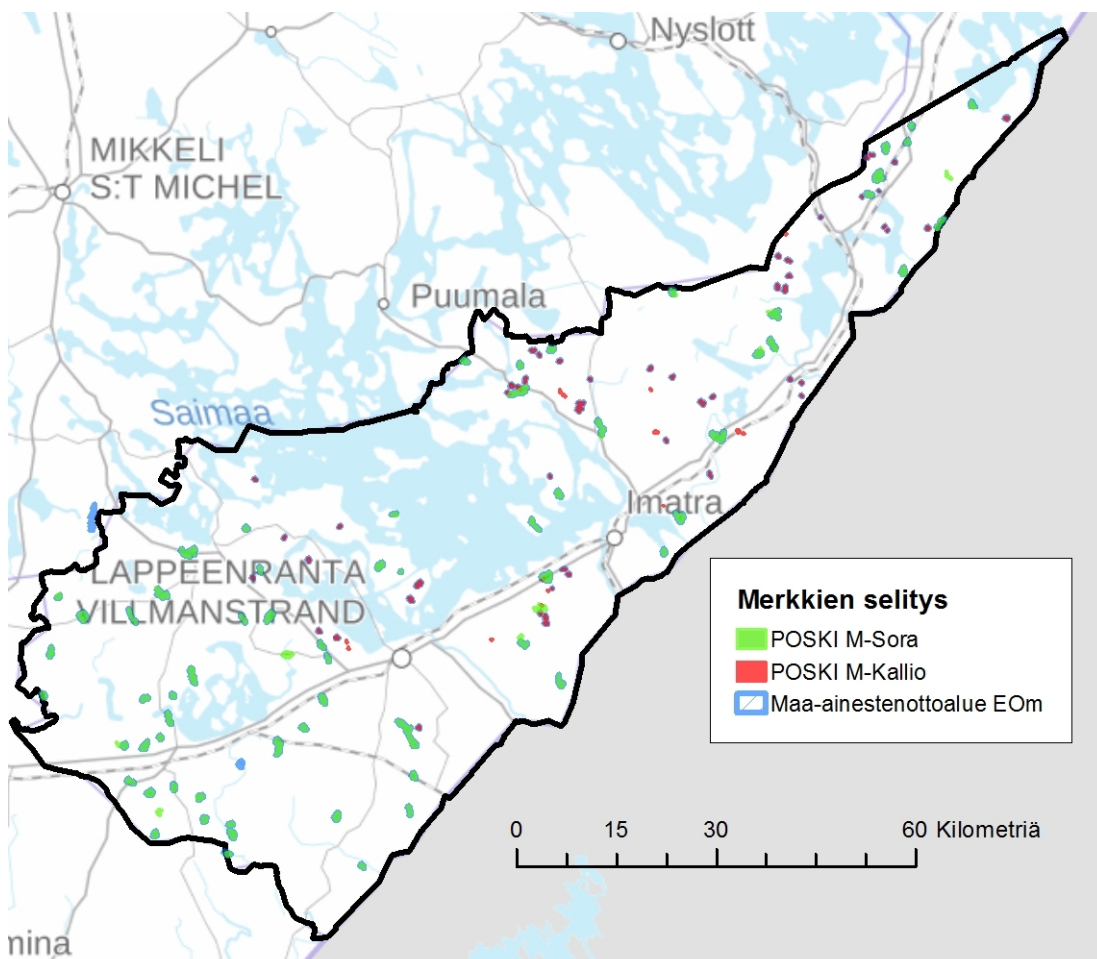 Nyslott
MIKKELI
S:T MICHEL
Puumala
Saimaa
Imatra
LAPPEENRANTA
VILLMANSTRAND
Merkkien selitys
POSKI M-Sora
POSKI M-Kallio
Maa-ainestenottoalue EOm
0 15 30 60 Kilometriä
mina